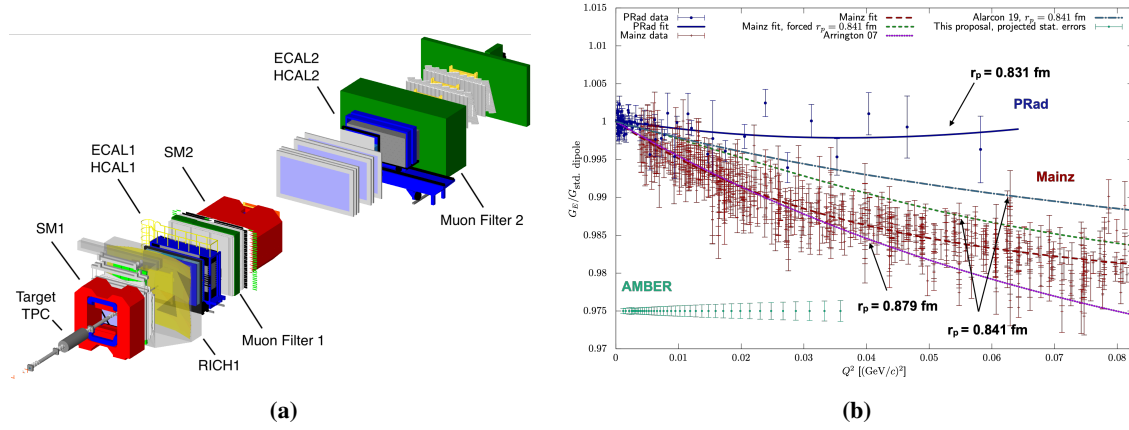 ECAL2
HCAL2
ECAL1
HCAL1
SM2
SM1
Target
TPC
Muon Filter 2
Muon Filter 1
RICH1
(a)
PRad data
PRad fit
Mainz data
Mainz fit
Mainz fit, forced r_p = 0.841 fm
Arrington 07
Alarcon 19, r_p = 0.841 fm
This proposal, projected stat. errors
1.015
1.01
1.005
1
0.995
0.99
0.985
0.98
0.975
0.97
G_E/G_std. dipole
r_p = 0.831 fm
PRad
Mainz
AMBER
r_p = 0.879 fm
r_p = 0.841 fm
0
0.01
0.02
0.03
0.04
0.05
0.06
0.07
0.08
Q² [(GeV/c)²]
(b)